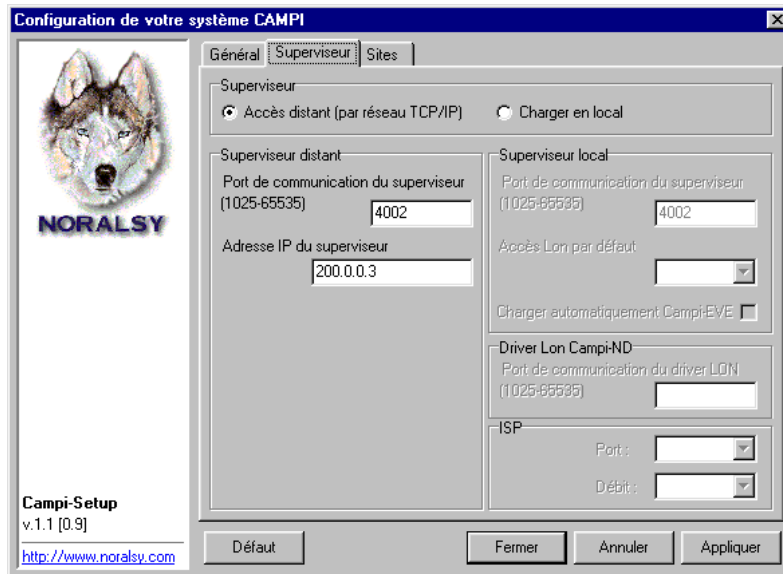 Configuration de votre système CAMPI
Général Superviseur Sites
NORALSY
Superviseur
Accès distant (par réseau TCP/IP) Charger en local
Superviseur distant
Port de communication du superviseur
(1025-65535) 4002
Adresse IP du superviseur
200.0.0.3
Superviseur local
Port de communication du superviseur
(1025-65535) 4002
Accès Lon par défaut
Charger automatiquement Campi-EVE
Driver Lon Campi-ND
Port de communication du driver LON
(1025-65535)
ISP
Port :
Débit :
Campi-Setup
v.1.1 [0.9]
http://www.noralsy.com
Défaut Fermer Annuler Appliquer